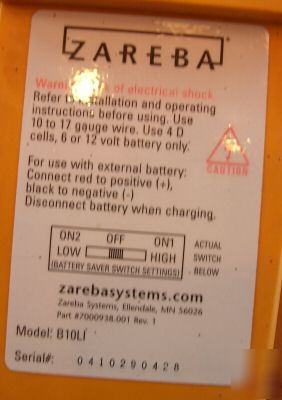 ZAREBA
Warning: Risk of electrical shock.
Refer to installation and operating
instructions before using. Use
10 to 17 gauge wire. Use 4 D
cells, 6 or 12 volt battery only.
CAUTION
For use with external battery:
Connect red to positive (+),
black to negative (-)
Disconnect battery when charging.
ON2 OFF ON1
LOW HIGH
(BATTERY SAVER SWITCH SETTINGS)
ACTUAL
SWITCH
BELOW
zarebasystems.com
Zareba Systems, Ellendale, MN 56026
Part #7000938.001 Rev. 1
Model: B10LI
Serial#: 0410290428